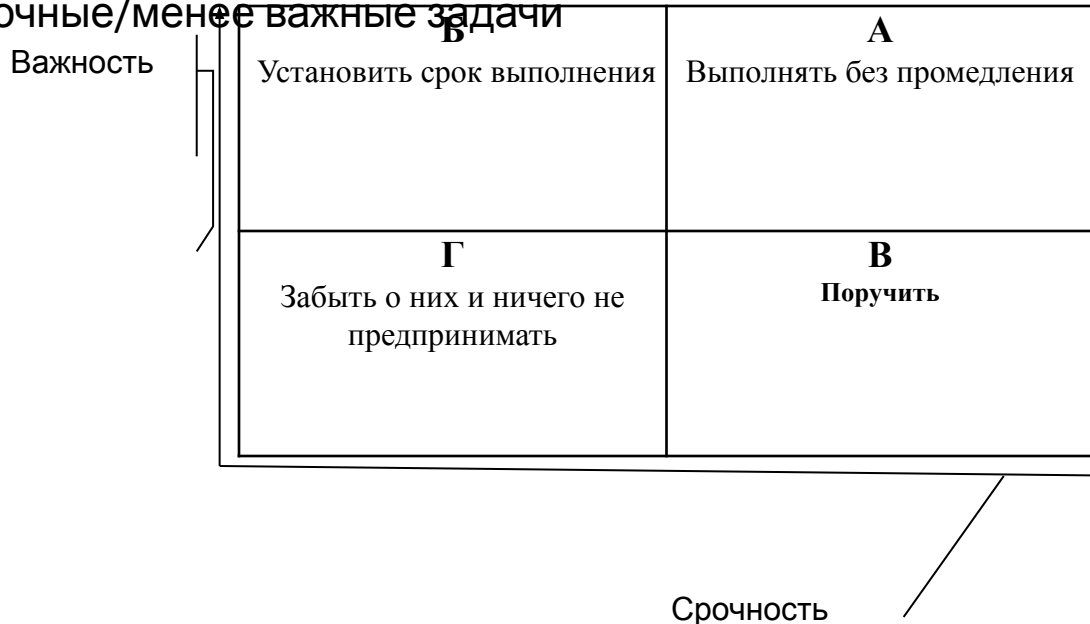 очные/менее важные задачи
Важность
Б
Установить срок выполнения
А
Выполнять без промедления
Г
Забыть о них и ничего не
предпринимать
В
Поручить
Срочность